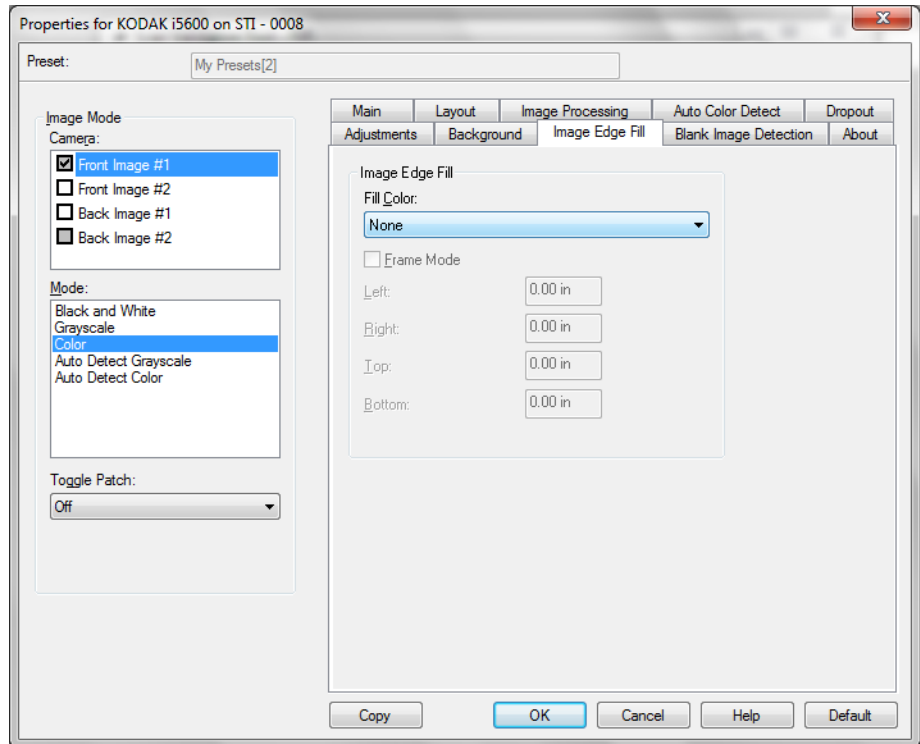 Properties for KODAK i5600 on STI - 0008
x
Preset:
My Presets[2]
Image Mode
Camera:
Front Image #1
Front Image #2
Back Image #1
Back Image #2
Mode:
Black and White
Grayscale
Color
Auto Detect Grayscale
Auto Detect Color
Toggle Patch:
Off
Main
Layout
Image Processing
Auto Color Detect
Dropout
Adjustments
Background
Image Edge Fill
Blank Image Detection
About
Image Edge Fill
Fill Color:
None
Frame Mode
Left:
0.00 in
Right:
0.00 in
Top:
0.00 in
Bottom:
0.00 in
Copy
OK
Cancel
Help
Default